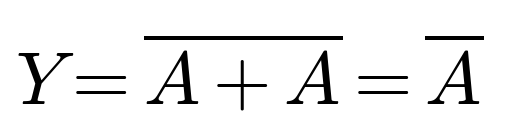 $Y = \overline{A + A} = \overline{A}$